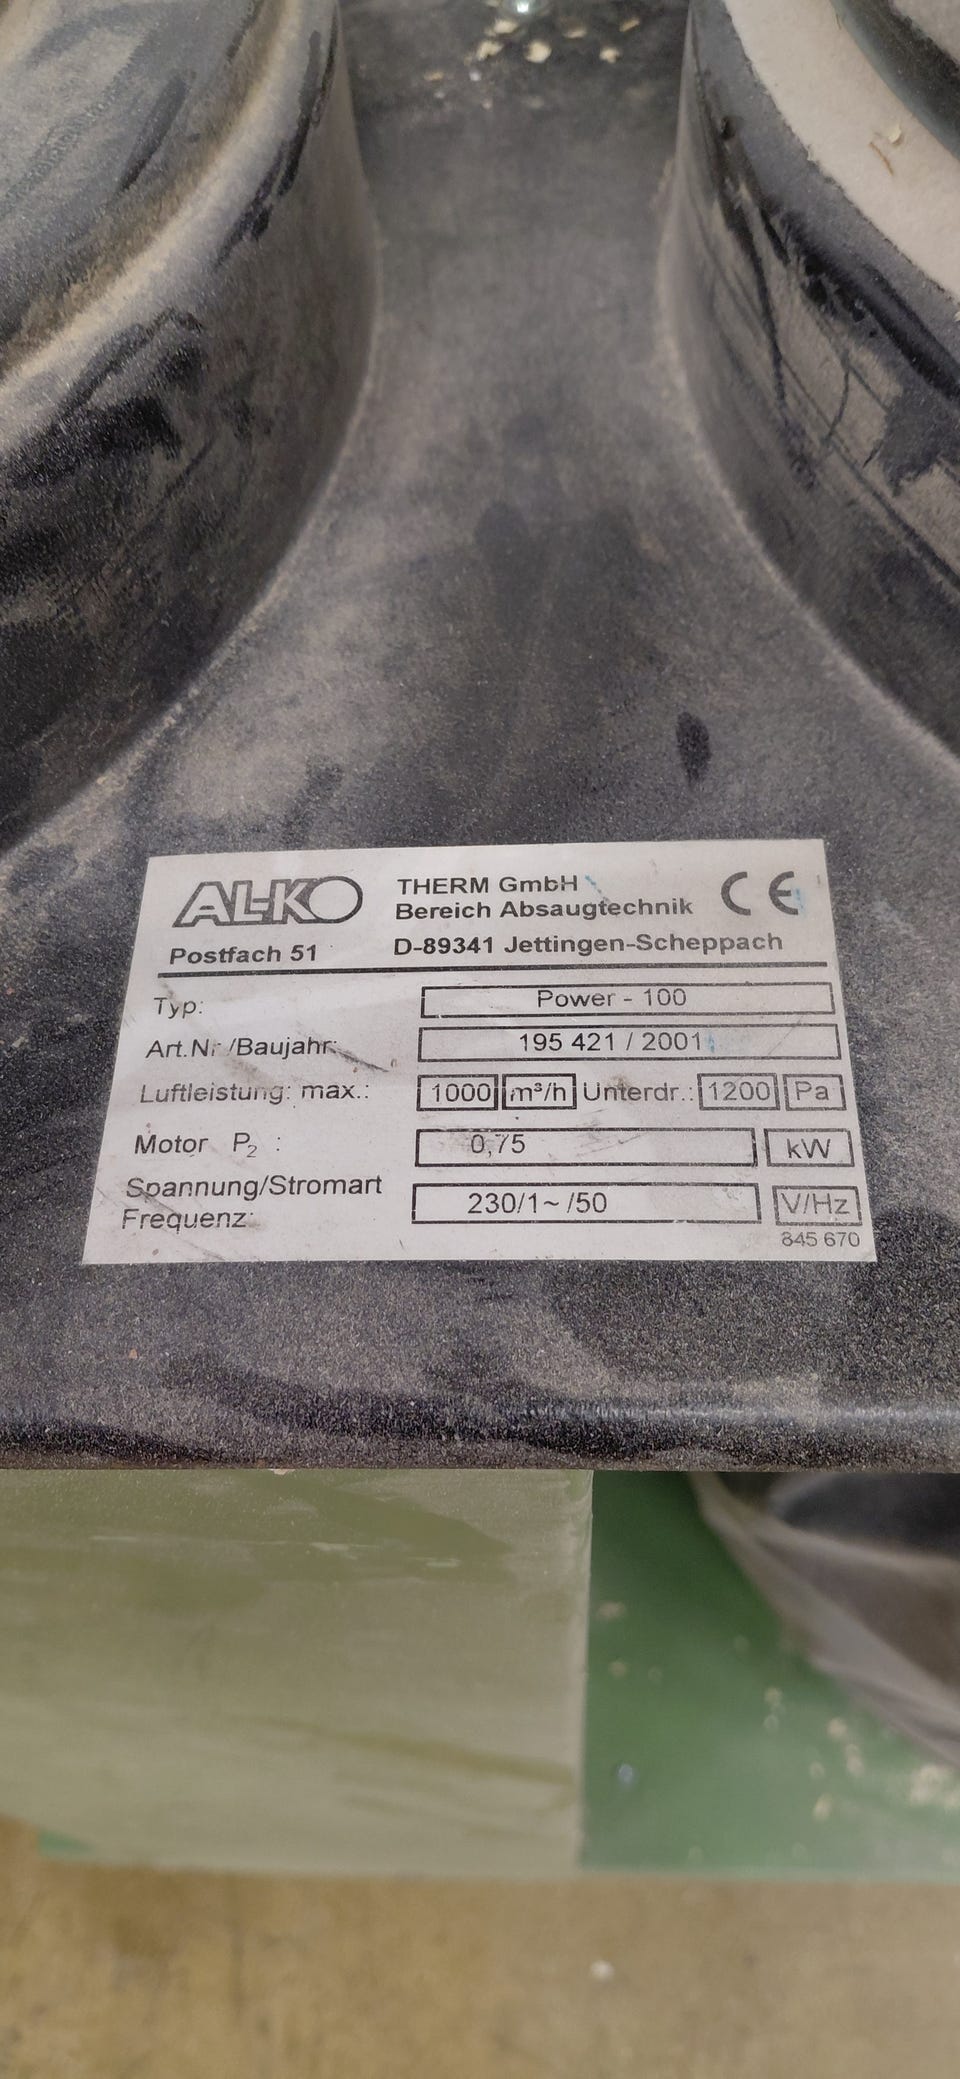 AL-KO THERM GmbH CE
Bereich Absaugtechnik
Postfach 51 D-89341 Jettingen-Scheppach
Typ: Power - 100
Art.Nr./Baujahr: 195 421 / 2001
Luftleistung: max.: 1000 m³/h Unterdr.: 1200 Pa
Motor P₂ : 0,75 kW
Spannung/Stromart 230/1~ /50 V/Hz
Frequenz:
845 670